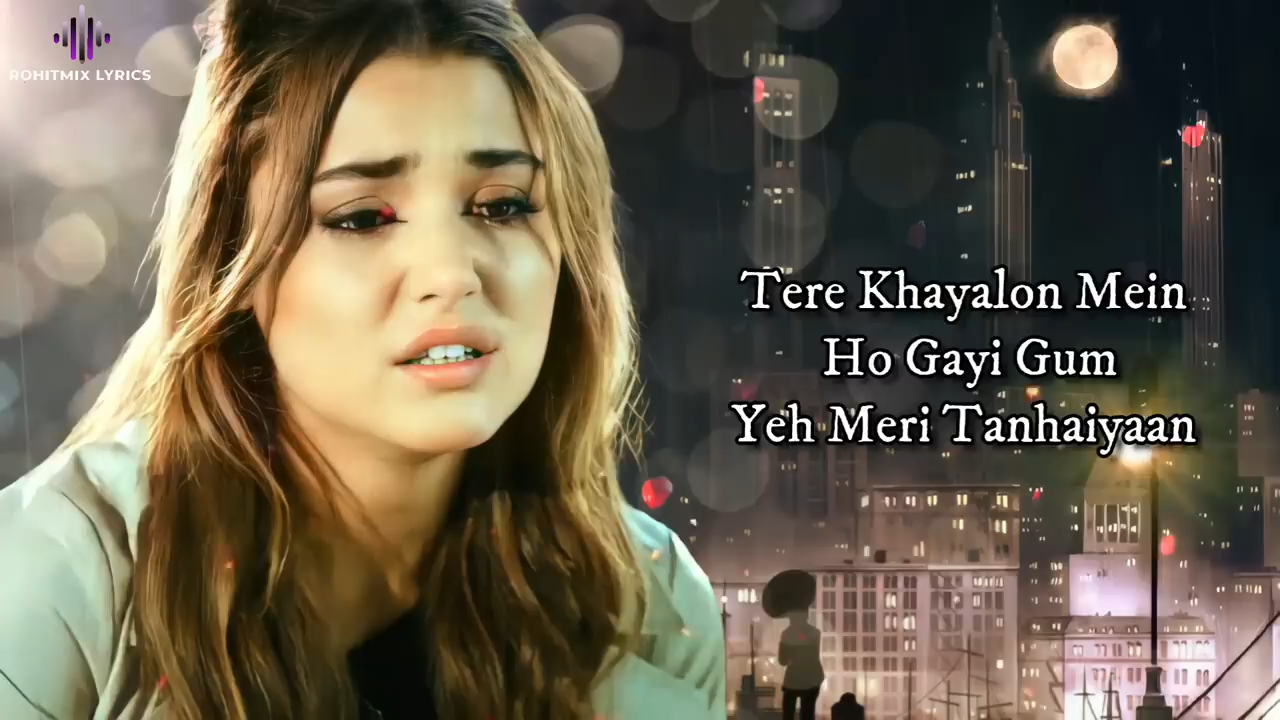 ROHITMIX LYRICS
Tere Khayalon Mein
Ho Gayi Gum
Yeh Meri Tanhaiyaan